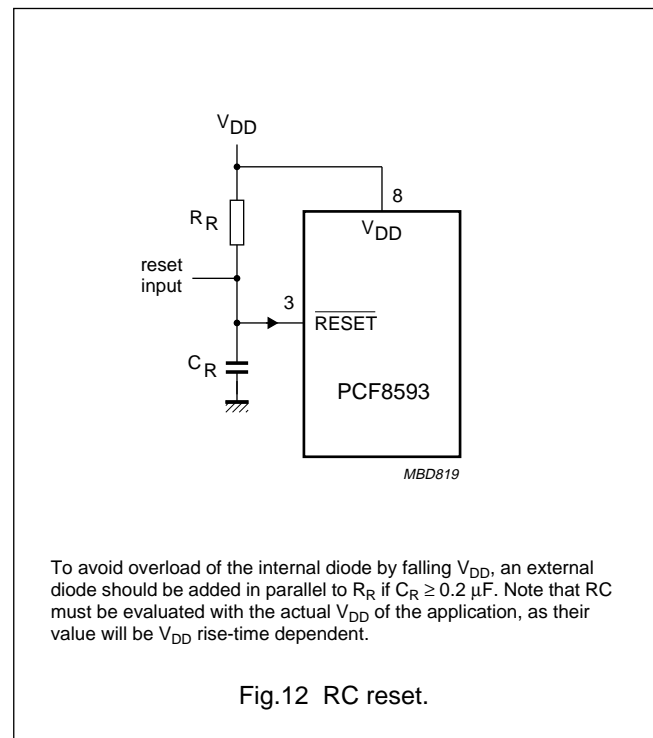 VDD
8
RR
VDD
reset
input
3
RESET
CR
PCF8593
MBD819
To avoid overload of the internal diode by falling VDD, an external
diode should be added in parallel to RR if CR ≥ 0.2 μF. Note that RC
must be evaluated with the actual VDD of the application, as their
value will be VDD rise-time dependent.
Fig.12 RC reset.